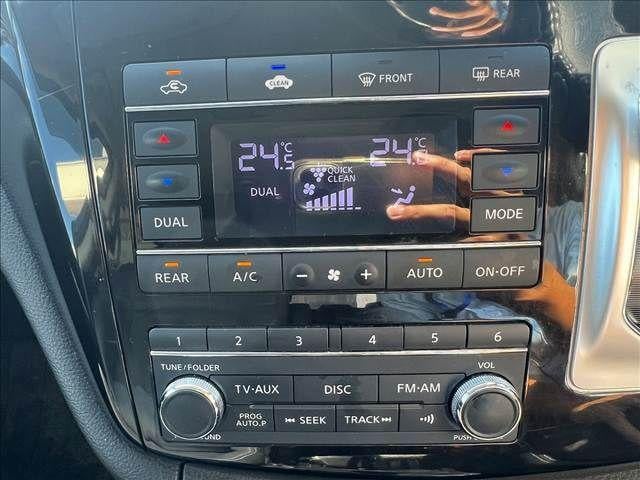 CLEAN FRONT REAR
24.5°C 24. °C
QUICK
CLEAN
DUAL
DUAL MODE
REAR A/C − + AUTO ON·OFF
1 2 3 4 5 6
TUNE/FOLDER VOL
TV·AUX DISC FM·AM
PROG
AUTO.P SEEK TRACK
OUND PUSH